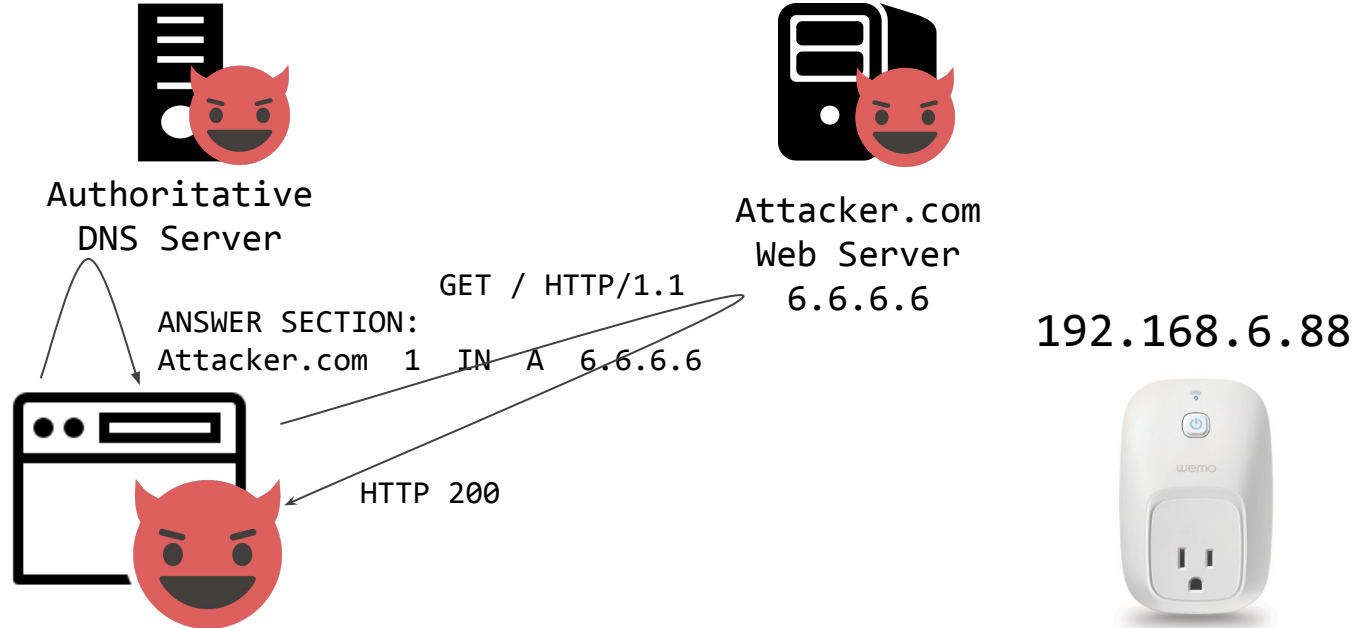 Authoritative
DNS Server
Attacker.com
Web Server
6.6.6.6
GET / HTTP/1.1
ANSWER SECTION:
Attacker.com 1 IN A 6.6.6.6
HTTP 200
192.168.6.88
wemo